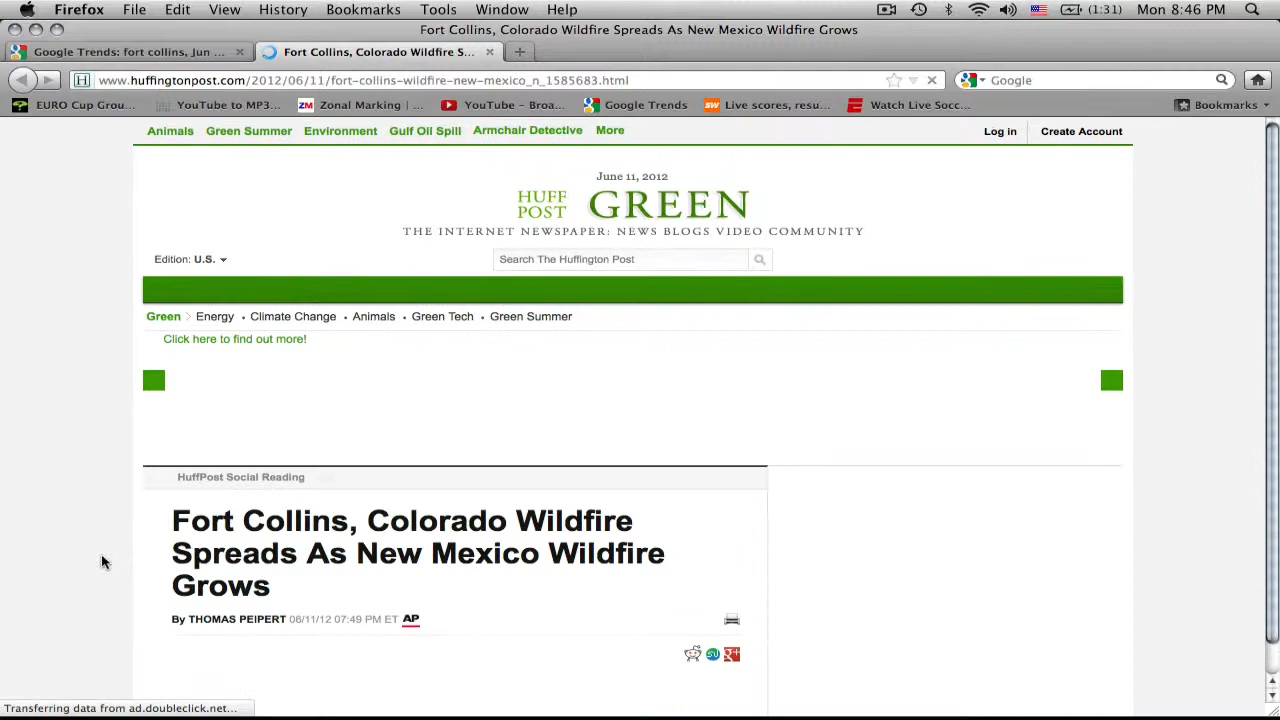 Firefox File Edit View History Bookmarks Tools Window Help (1:31) Mon 8:46 PM
Fort Collins, Colorado Wildfire Spreads As New Mexico Wildfire Grows
Google Trends: fort collins, Jun ... Fort Collins, Colorado Wildfire S...
www.huffingtonpost.com/2012/06/11/fort-collins-wildfire-new-mexico_n_1585683.html Google
EURO Cup Grou... YouTube to MP3... ZM Zonal Marking | ... YouTube - Broa... Google Trends sw Live scores, resu... Watch Live Socc... Bookmarks
Animals Green Summer Environment Gulf Oil Spill Armchair Detective More Log in Create Account
June 11, 2012
HUFF POST GREEN
THE INTERNET NEWSPAPER: NEWS BLOGS VIDEO COMMUNITY
Edition: U.S. Search The Huffington Post
Green Energy • Climate Change • Animals • Green Tech • Green Summer
Click here to find out more!
HuffPost Social Reading
Fort Collins, Colorado Wildfire
Spreads As New Mexico Wildfire
Grows
By THOMAS PEIPERT 06/11/12 07:49 PM ET AP
Transferring data from ad.doubleclick.net...